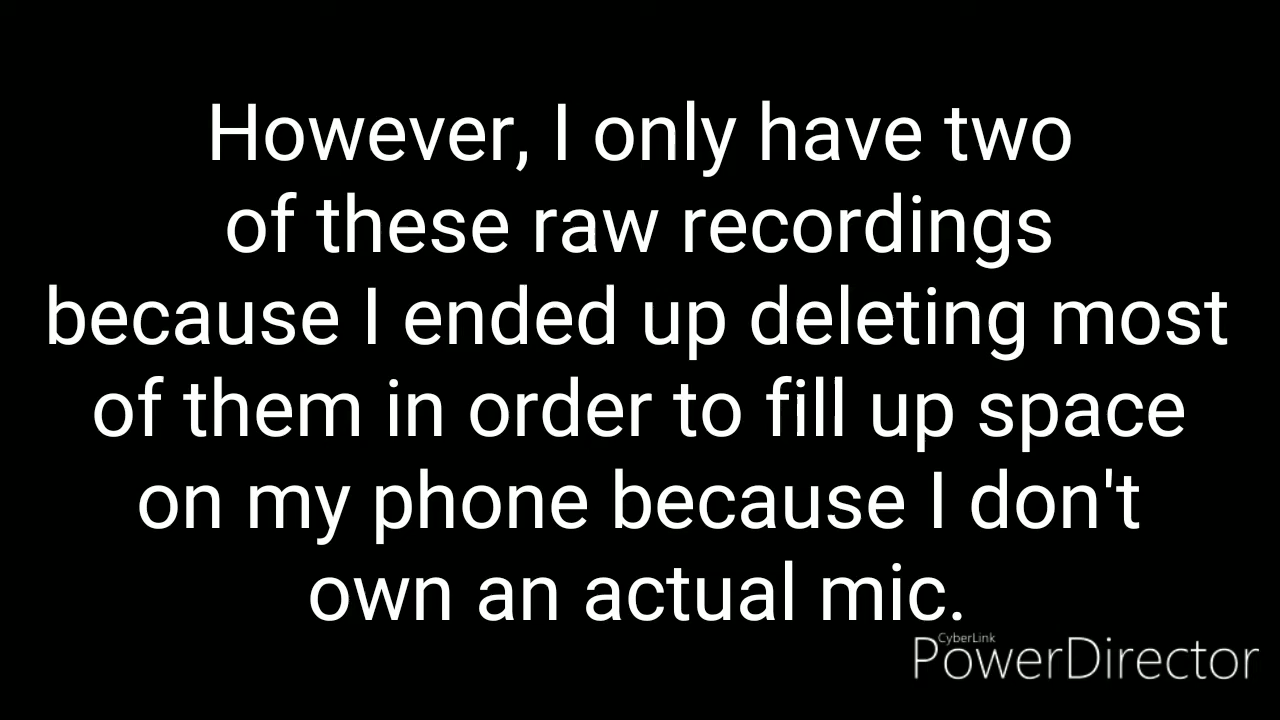 However, I only have two
of these raw recordings
because I ended up deleting most
of them in order to fill up space
on my phone because I don't
own an actual mic.
CyberLink
PowerDirector